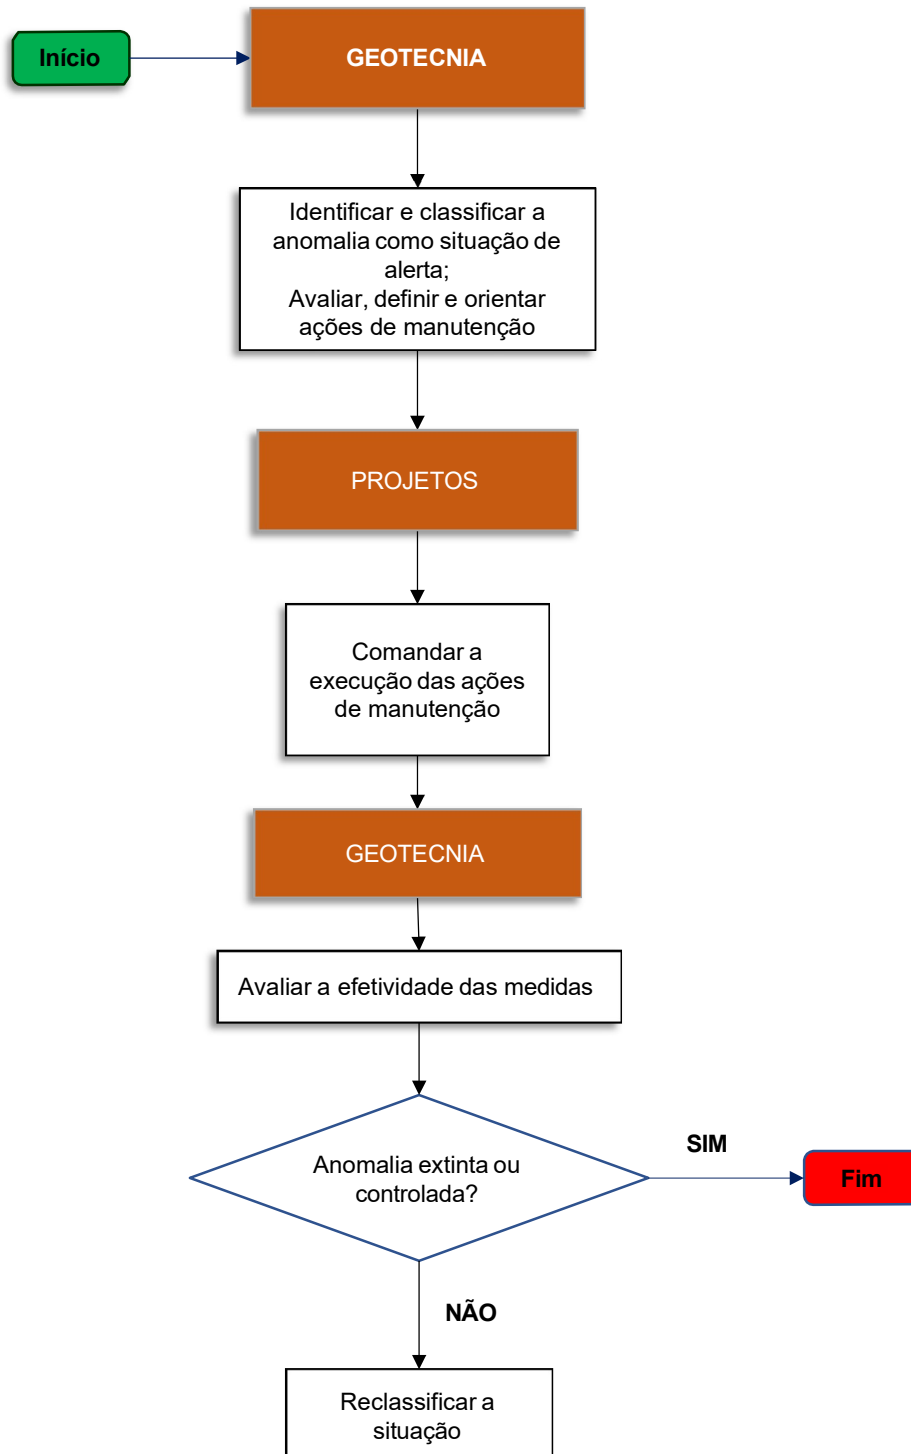 Início
GEOTECNIA
Identificar e classificar a
anomalia como situação de
alerta;
Avaliar, definir e orientar
ações de manutenção
PROJETOS
Comandar a
execução das ações
de manutenção
GEOTECNIA
Avaliar a efetividade das medidas
Anomalia extinta ou
controlada?
SIM
Fim
NÃO
Reclassificar a
situação